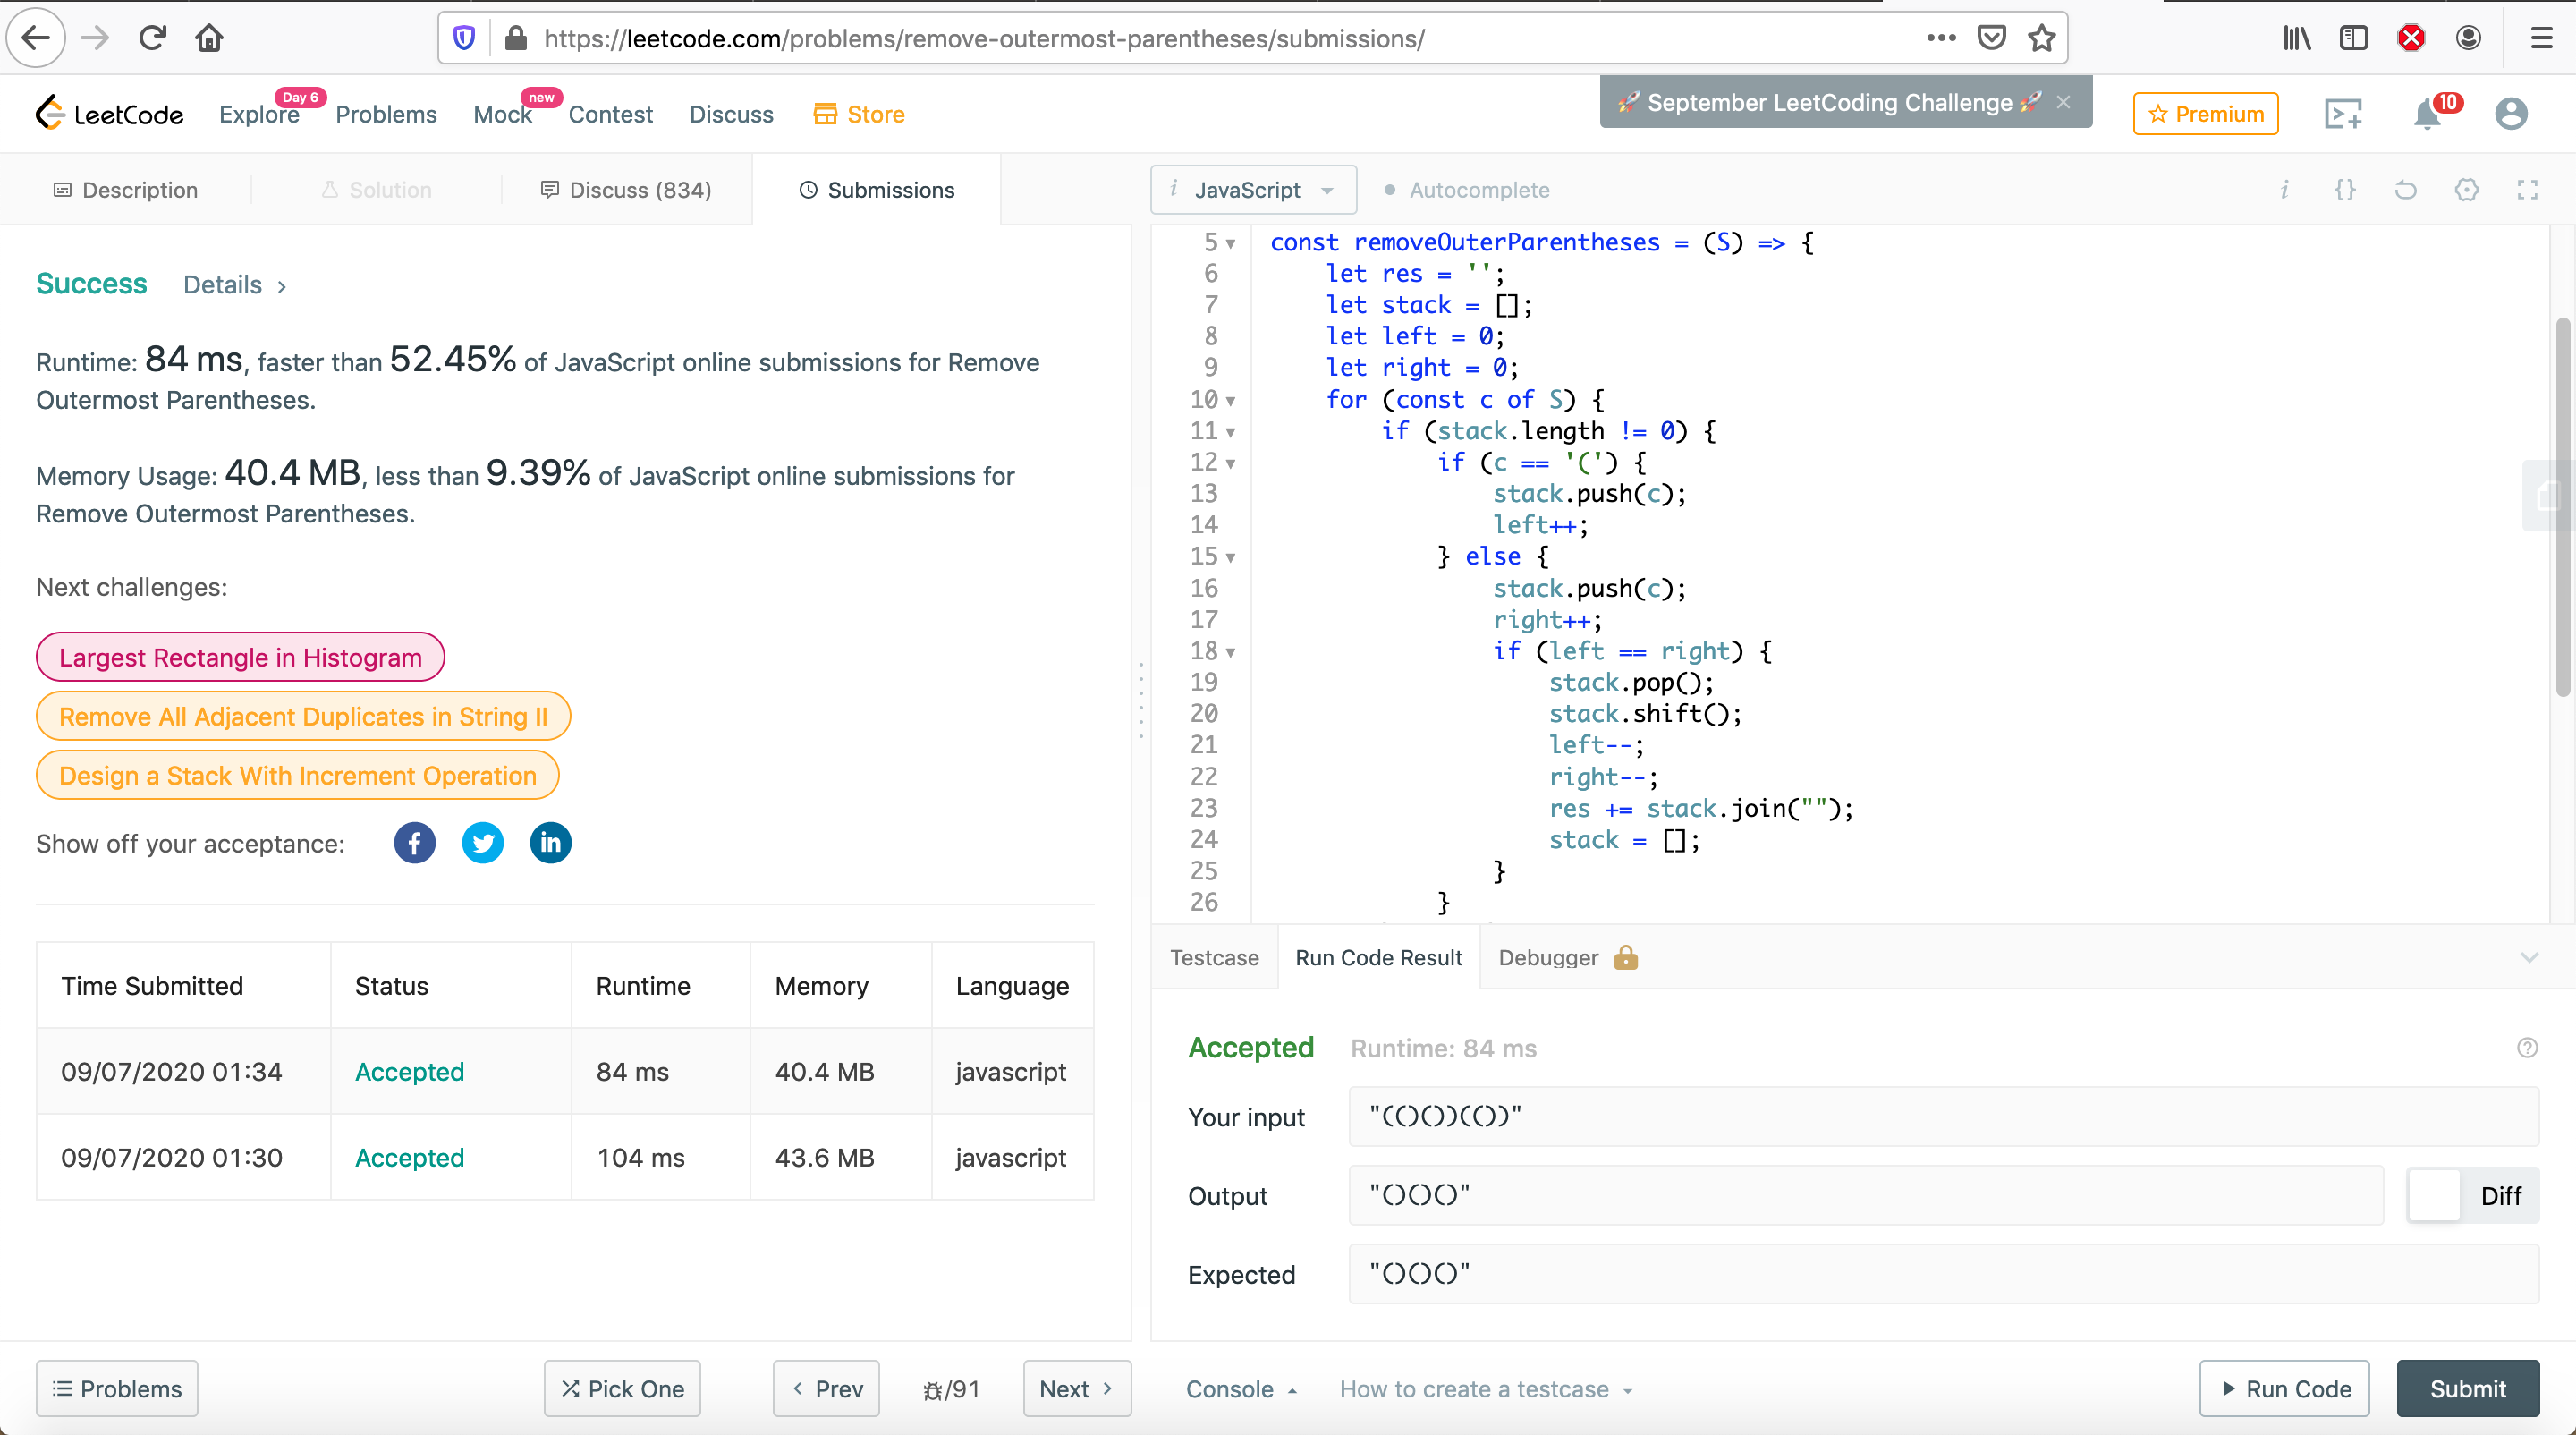 https://leetcode.com/problems/remove-outermost-parentheses/submissions/
LeetCode
Explore
Day 6
Problems
Mock
new
Contest
Discuss
Store
🚀 September LeetCoding Challenge 🚀 ×
Premium
10
Description
Solution
Discuss (834)
Submissions
i JavaScript
Autocomplete
i {}
Success Details >
Runtime: 84 ms, faster than 52.45% of JavaScript online submissions for Remove
Outermost Parentheses.
Memory Usage: 40.4 MB, less than 9.39% of JavaScript online submissions for
Remove Outermost Parentheses.
Next challenges:
Largest Rectangle in Histogram
Remove All Adjacent Duplicates in String II
Design a Stack With Increment Operation
Show off your acceptance: f in
Time Submitted Status Runtime Memory Language
09/07/2020 01:34 Accepted 84 ms 40.4 MB javascript
09/07/2020 01:30 Accepted 104 ms 43.6 MB javascript
5 const removeOuterParentheses = (S) => {
6 let res = '';
7 let stack = [];
8 let left = 0;
9 let right = 0;
10 for (const c of S) {
11 if (stack.length != 0) {
12 if (c == '(') {
13 stack.push(c);
14 left++;
15 } else {
16 stack.push(c);
17 right++;
18 if (left == right) {
19 stack.pop();
20 stack.shift();
21 left--;
22 right--;
23 res += stack.join("");
24 stack = [];
25 }
26 }
Testcase
Run Code Result
Debugger
Accepted Runtime: 84 ms
Your input "(()())(())"
Output "()()()"
Diff
Expected "()()()"
Problems
Pick One
< Prev
/91
Next >
Console
How to create a testcase
Run Code
Submit